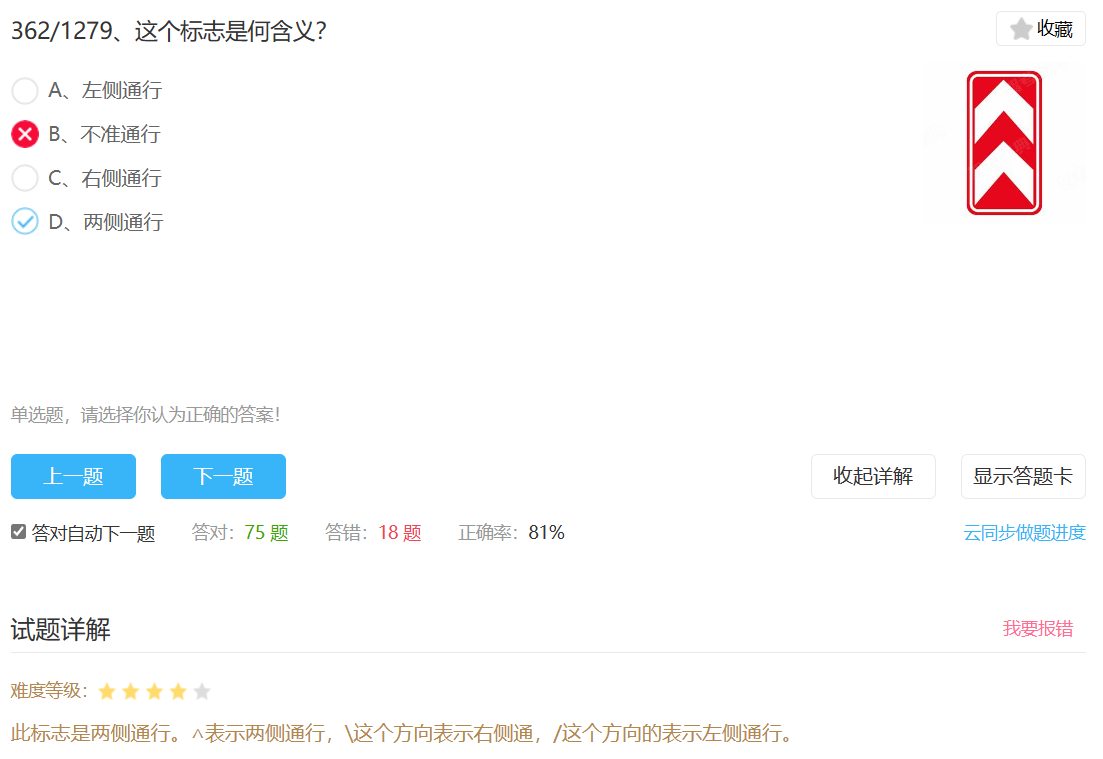 362/1279、这个标志是何含义?
收藏
A、左侧通行
B、不准通行
C、右侧通行
D、两侧通行
单选题，请选择你认为正确的答案!
上一题
下一题
收起详解
显示答题卡
答对自动下一题 答对：75 题 答错：18 题 正确率：81%
云同步做题进度
试题详解
我要报错
难度等级：
此标志是两侧通行。^表示两侧通行，\这个方向表示右侧通，/这个方向的表示左侧通行。